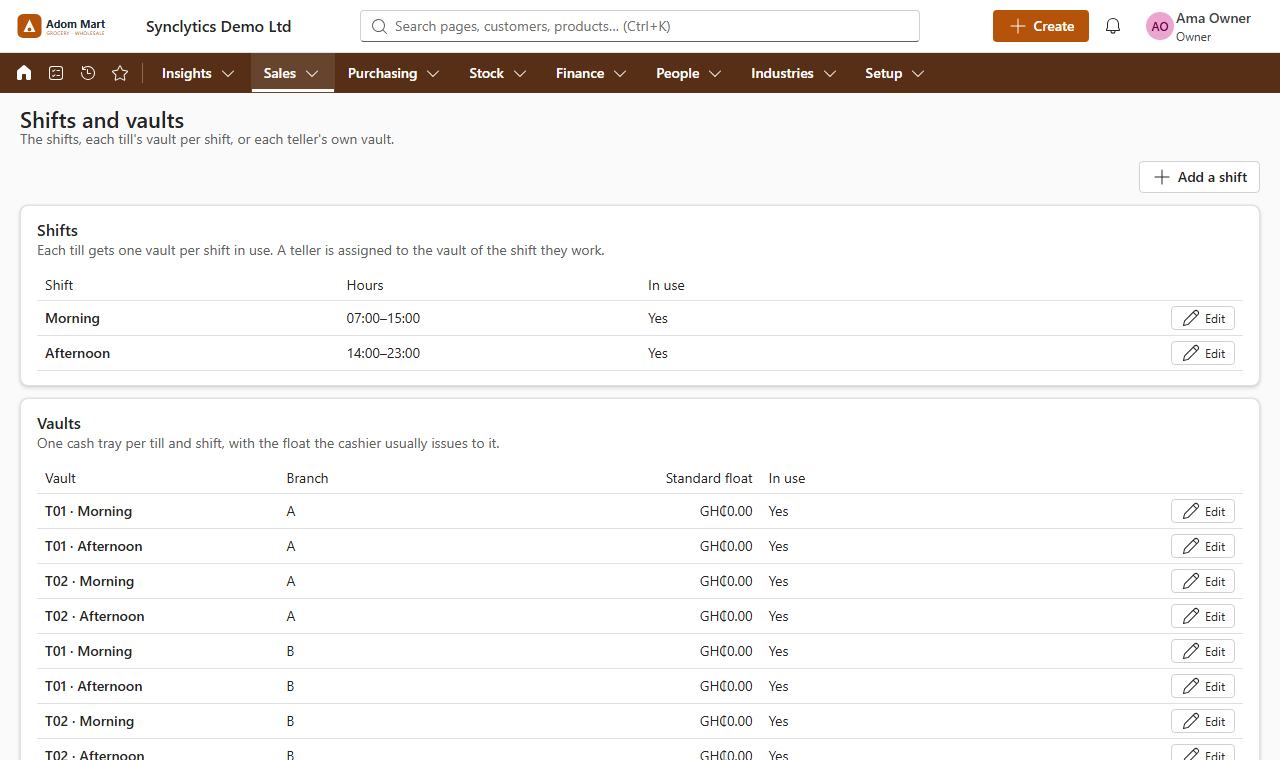 Adom Mart
GROCERY · WHOLESALE
Synclytics Demo Ltd
Search pages, customers, products... (Ctrl+K)
Create
AO
Ama Owner
Owner
Insights
Sales
Purchasing
Stock
Finance
People
Industries
Setup
Shifts and vaults
The shifts, each till's vault per shift, or each teller's own vault.
Add a shift
Shifts
Each till gets one vault per shift in use. A teller is assigned to the vault of the shift they work.
Shift Hours In use
Morning 07:00–15:00 Yes Edit
Afternoon 14:00–23:00 Yes Edit
Vaults
One cash tray per till and shift, with the float the cashier usually issues to it.
Vault Branch Standard float In use
T01 · Morning A GH₵0.00 Yes Edit
T01 · Afternoon A GH₵0.00 Yes Edit
T02 · Morning A GH₵0.00 Yes Edit
T02 · Afternoon A GH₵0.00 Yes Edit
T01 · Morning B GH₵0.00 Yes Edit
T01 · Afternoon B GH₵0.00 Yes Edit
T02 · Morning B GH₵0.00 Yes Edit
T02 · Afternoon B GH₵0.00 Yes Edit